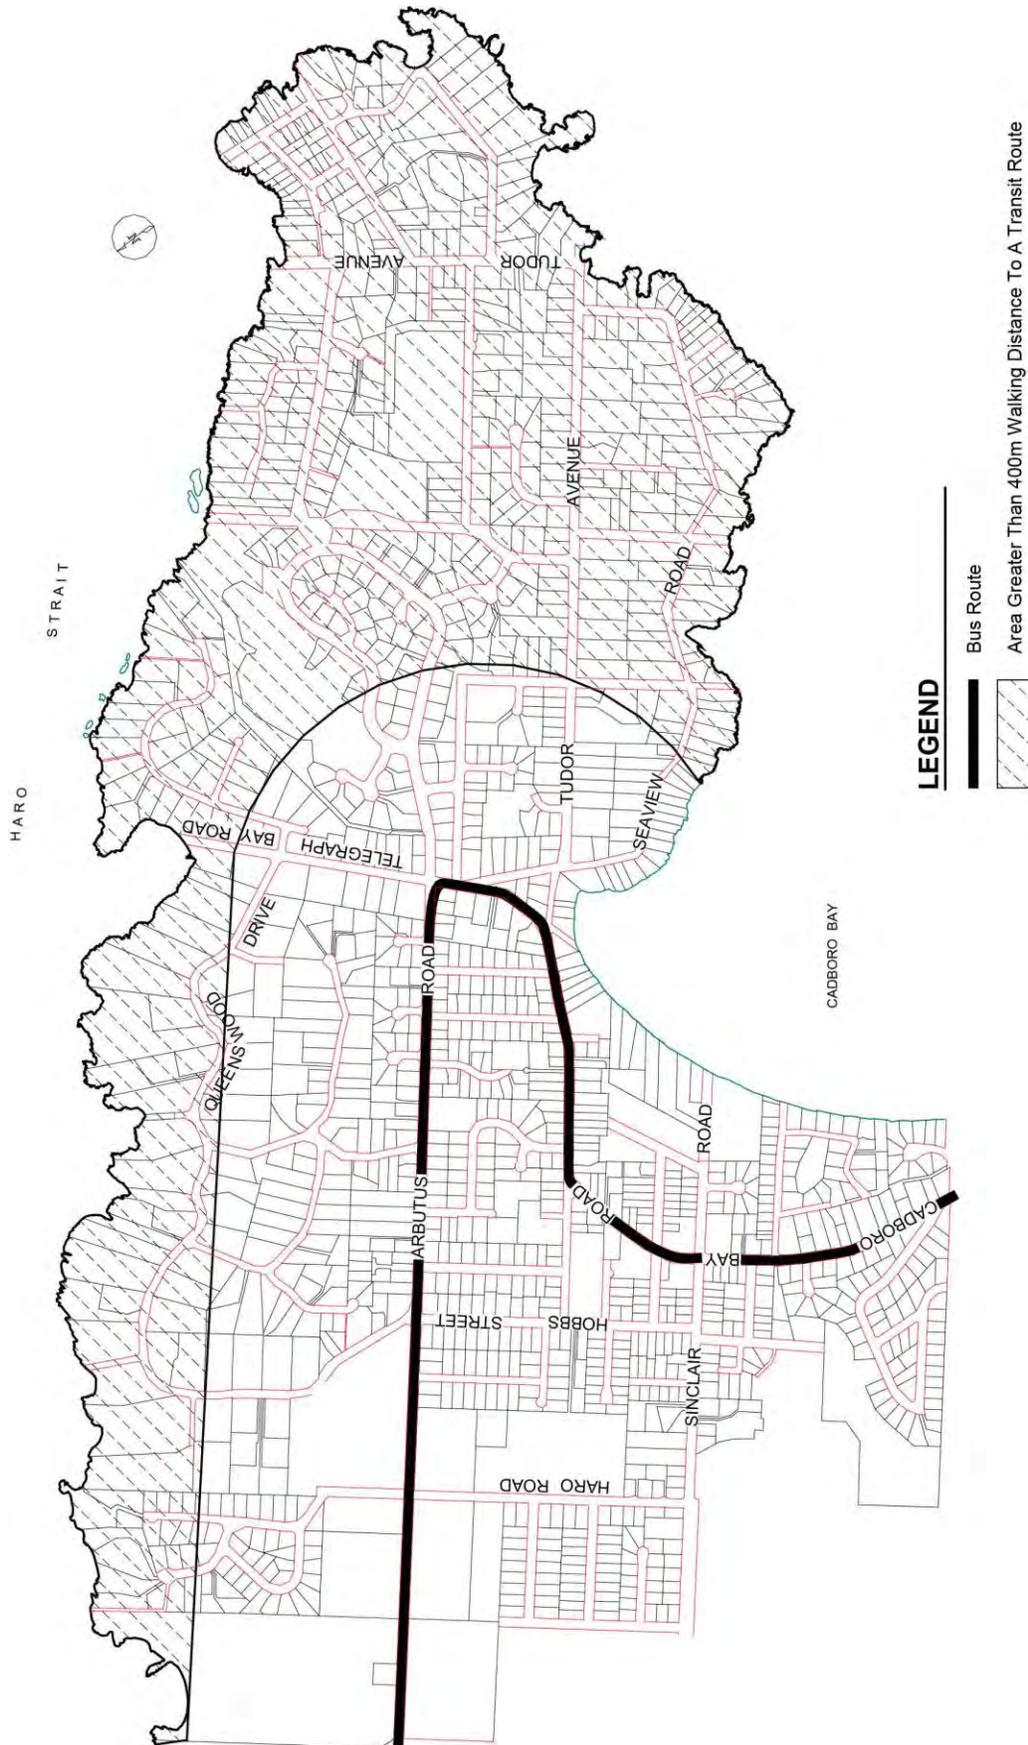 HARO
STRAIT
N
TUDOR
AVENUE
AVENUE
ROAD
TUDOR
SEAVIEW
TELEGRAPH
BAY ROAD
QUEENSWOOD
DRIVE
ARBUTUS
ROAD
CADBORO BAY
CADBORO
BAY
ROAD
HOBBS
STREET
SINCLAIR
ROAD
HARO ROAD
LEGEND
Bus Route
Area Greater Than 400m Walking Distance To A Transit Route